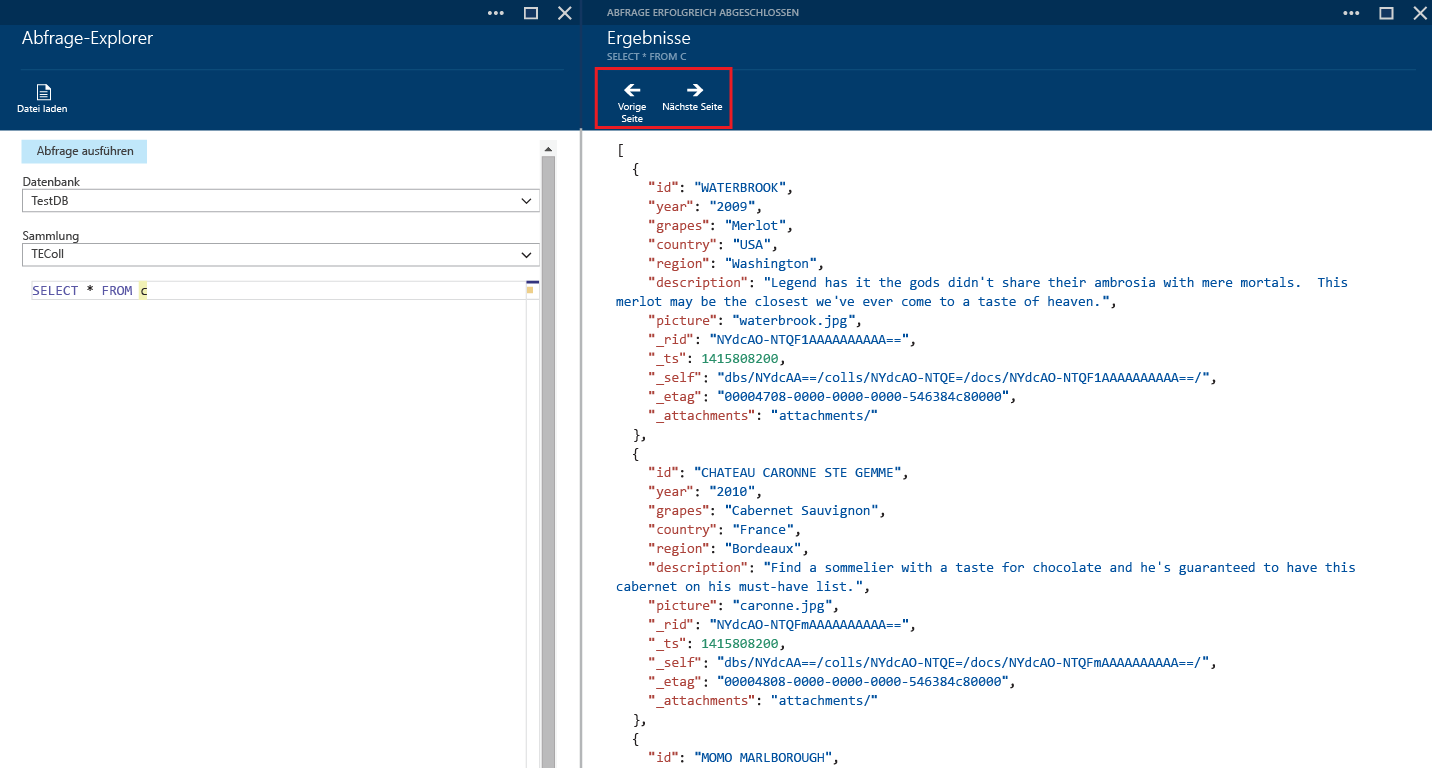 Abfrage-Explorer
Datei laden
Abfrage ausführen
Datenbank
TestDB
Sammlung
TEColl
SELECT * FROM c
ABFRAGE ERFOLGREICH ABGESCHLOSSEN
Ergebnisse
SELECT * FROM C
Vorige
Seite
Nächste Seite
[
{
"id": "WATERBROOK",
"year": "2009",
"grapes": "Merlot",
"country": "USA",
"region": "Washington",
"description": "Legend has it the gods didn't share their ambrosia with mere mortals.  This
merlot may be the closest we've ever come to a taste of heaven.",
"picture": "waterbrook.jpg",
"_rid": "NYdcAO-NTQF1AAAAAAAAAA==",
"_ts": 1415808200,
"_self": "dbs/NYdcAA==/colls/NYdcAO-NTQE=/docs/NYdcAO-NTQF1AAAAAAAAAA==/",
"_etag": "00004708-0000-0000-0000-546384c80000",
"_attachments": "attachments/"
},
{
"id": "CHATEAU CARONNE STE GEMME",
"year": "2010",
"grapes": "Cabernet Sauvignon",
"country": "France",
"region": "Bordeaux",
"description": "Find a sommelier with a taste for chocolate and he's guaranteed to have this
cabernet on his must-have list.",
"picture": "caronne.jpg",
"_rid": "NYdcAO-NTQFmAAAAAAAAAA==",
"_ts": 1415808200,
"_self": "dbs/NYdcAA==/colls/NYdcAO-NTQE=/docs/NYdcAO-NTQFmAAAAAAAAAA==/",
"_etag": "00004808-0000-0000-0000-546384c80000",
"_attachments": "attachments/"
},
{
"id": "MOMO MARLBOROUGH",